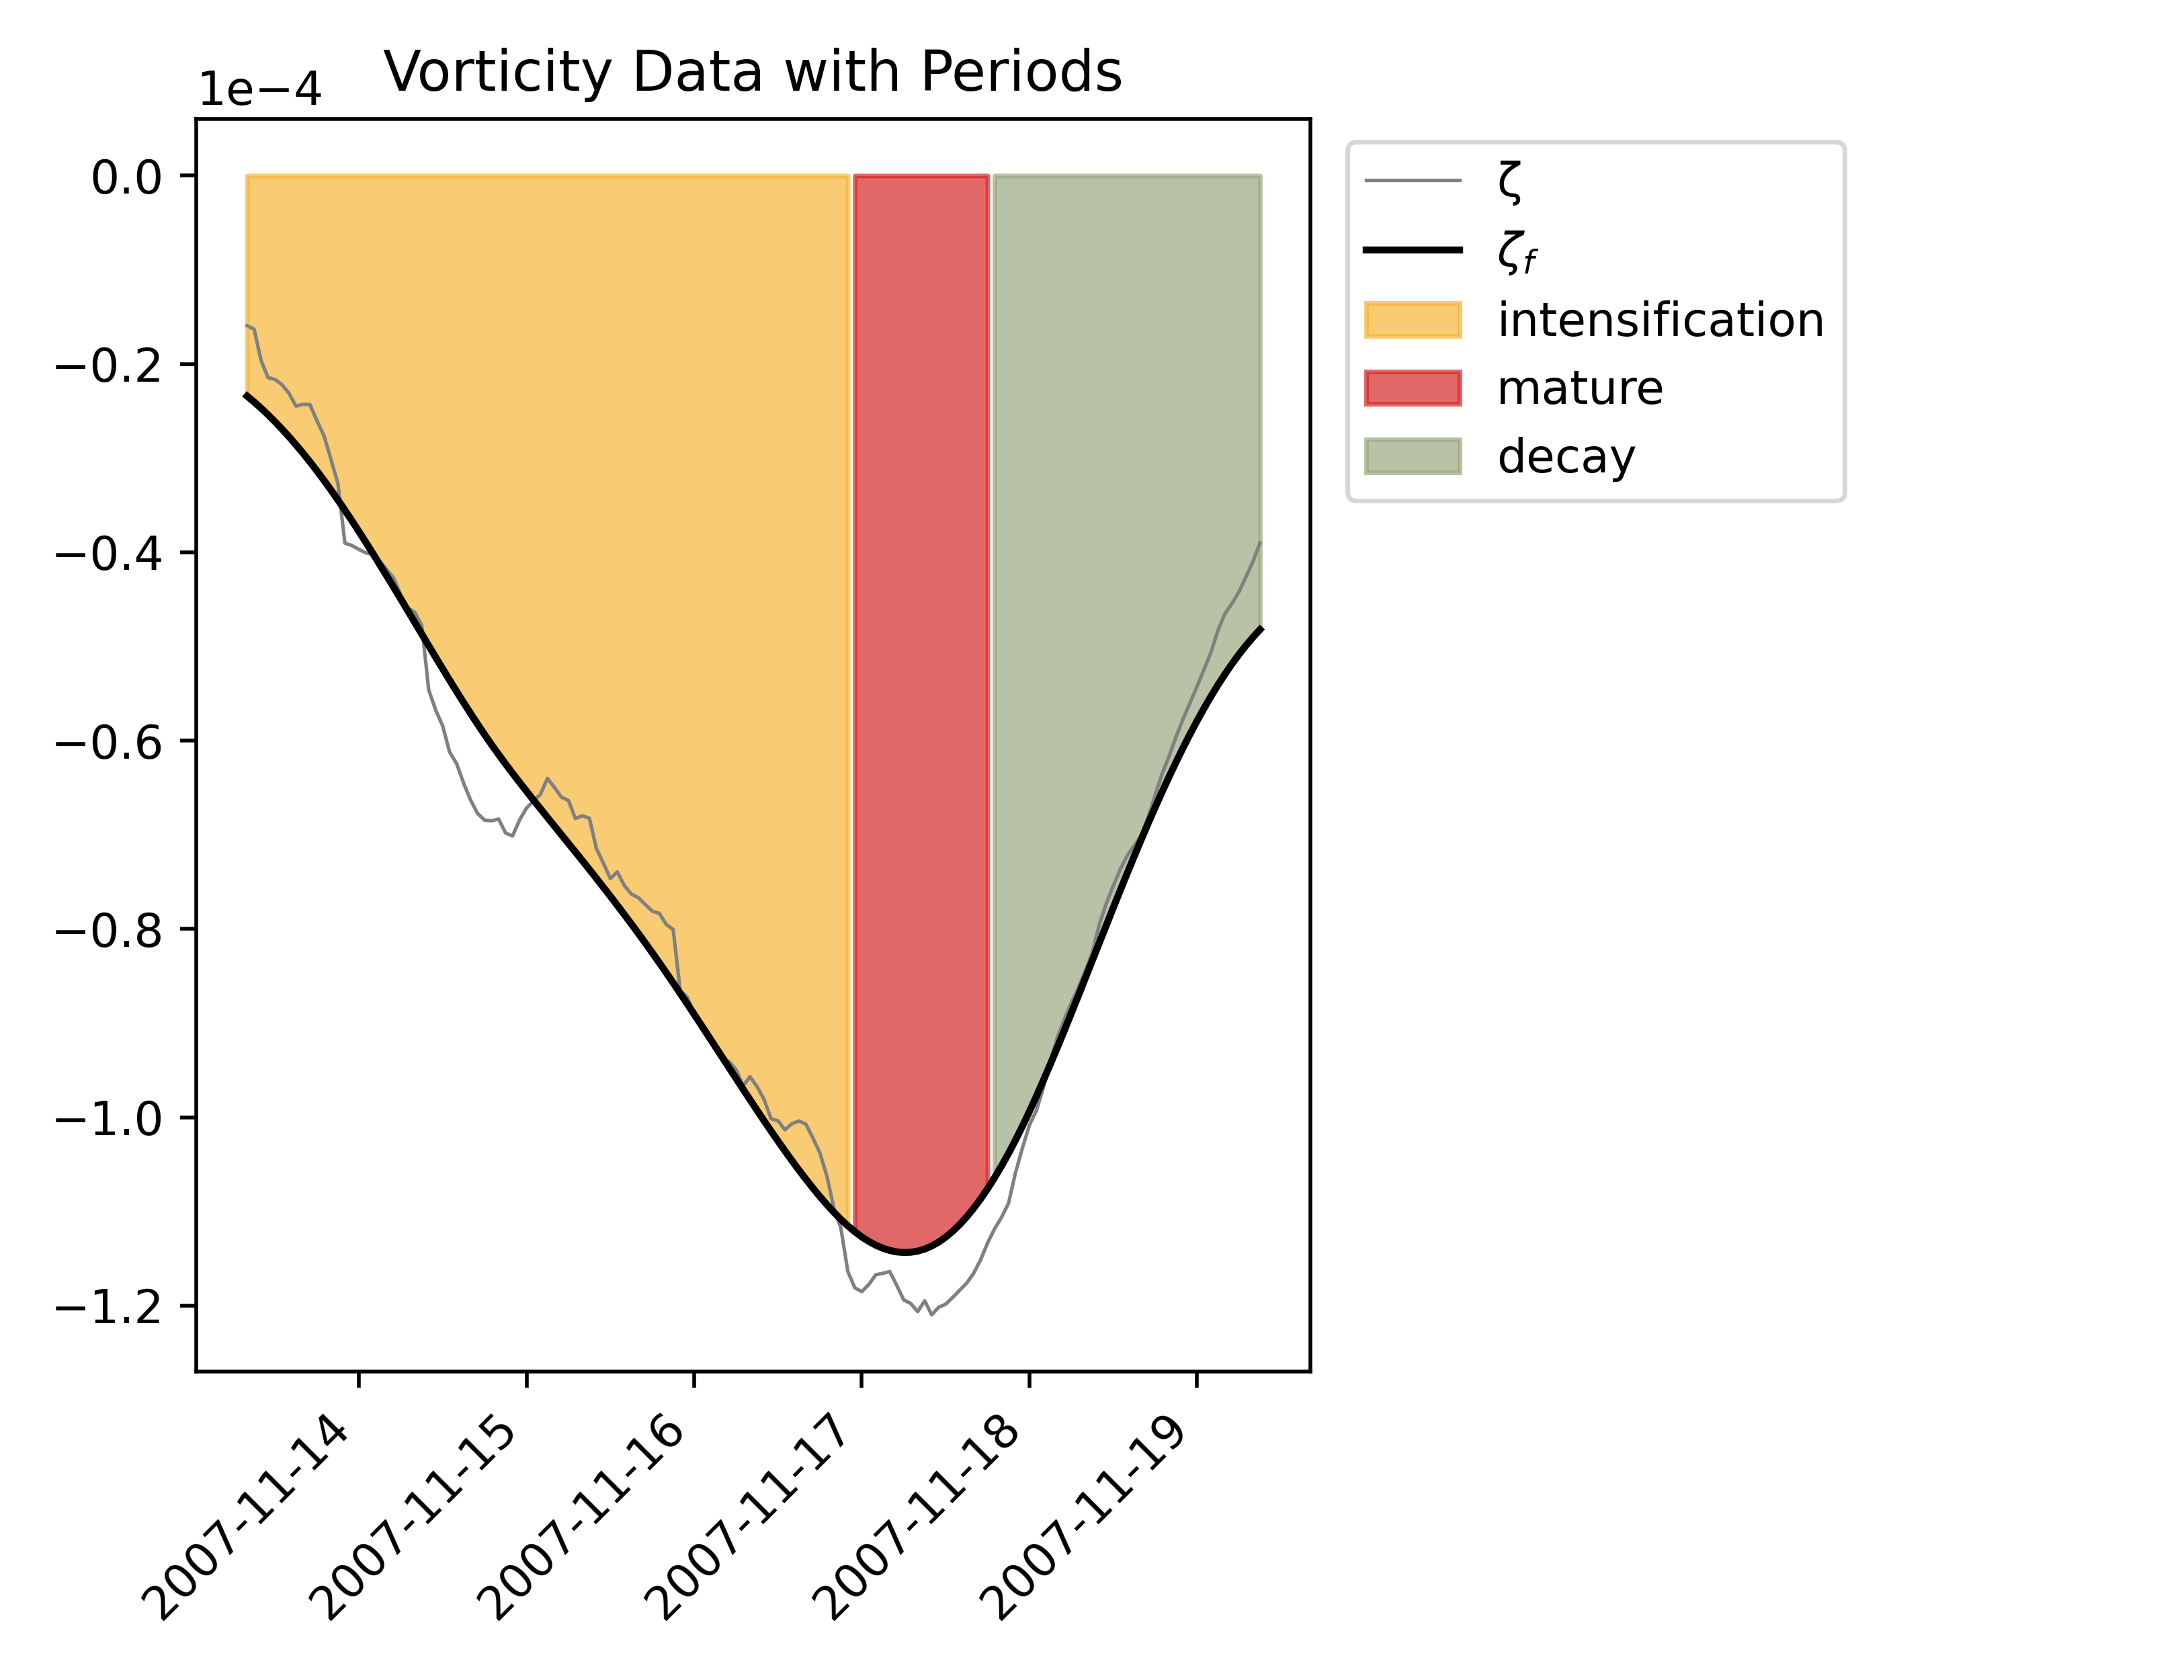 Vorticity Data with Periods
1e−4
0.0
−0.2
−0.4
−0.6
−0.8
−1.0
−1.2
2007-11-14
2007-11-15
2007-11-16
2007-11-17
2007-11-18
2007-11-19
ζ
ζf
intensification
mature
decay